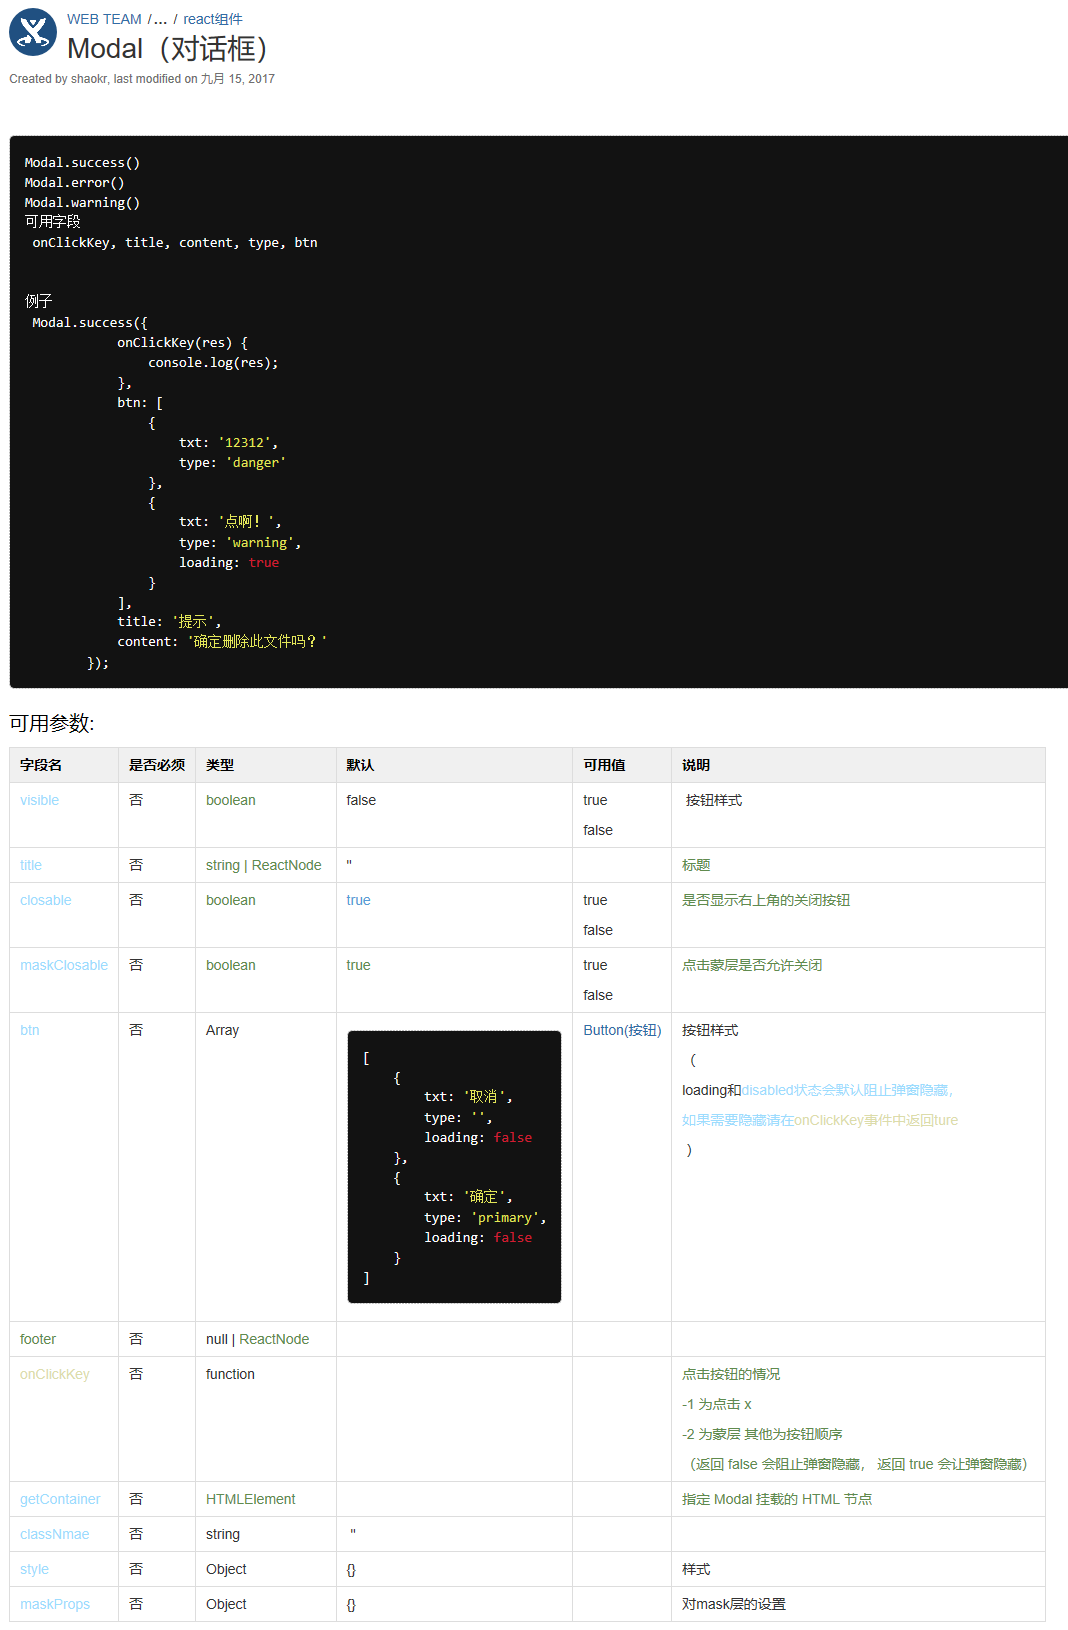 WEB TEAM /… / react组件
Modal（对话框）
Created by shaokr, last modified on 九月 15, 2017
Modal.success()
Modal.error()
Modal.warning()
可用字段
onClickKey, title, content, type, btn
例子
Modal.success({
onClickKey(res) {
console.log(res);
},
btn: [
{
txt: '12312',
type: 'danger'
},
{
txt: '点啊！',
type: 'warning',
loading: true
}
],
title: '提示',
content: '确定删除此文件吗？'
});
可用参数:
字段名 是否必须 类型 默认 可用值 说明
visible 否 boolean false true 按钮样式
false
title 否 string | ReactNode '' 标题
closable 否 boolean true true 是否显示右上角的关闭按钮
false
maskClosable 否 boolean true true 点击蒙层是否允许关闭
false
btn 否 Array Button(按钮) 按钮样式
[
{
txt: '取消',
type: '',
loading: false
},
{
txt: '确定',
type: 'primary',
loading: false
}
]
（
loading和disabled状态会默认阻止弹窗隐藏，
如果需要隐藏请在onClickKey事件中返回ture
）
footer 否 null | ReactNode
onClickKey 否 function 点击按钮的情况
-1 为点击 x
-2 为蒙层 其他为按钮顺序
（返回 false 会阻止弹窗隐藏， 返回 true 会让弹窗隐藏）
getContainer 否 HTMLElement 指定 Modal 挂载的 HTML 节点
classNmae 否 string ''
style 否 Object {} 样式
maskProps 否 Object {} 对mask层的设置